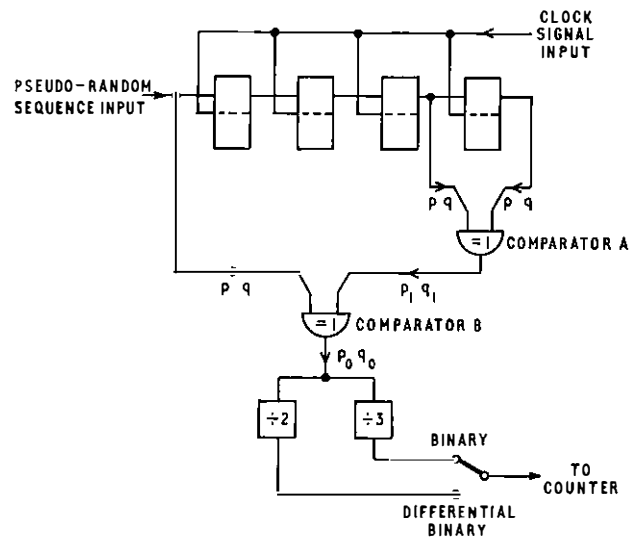 CLOCK
SIGNAL
INPUT
PSEUDO-RANDOM
SEQUENCE INPUT
p q
p q
=1
COMPARATOR A
p q
p₁ q₁
=1
COMPARATOR B
p₀ q₀
÷2
÷3
BINARY
TO
COUNTER
DIFFERENTIAL
BINARY